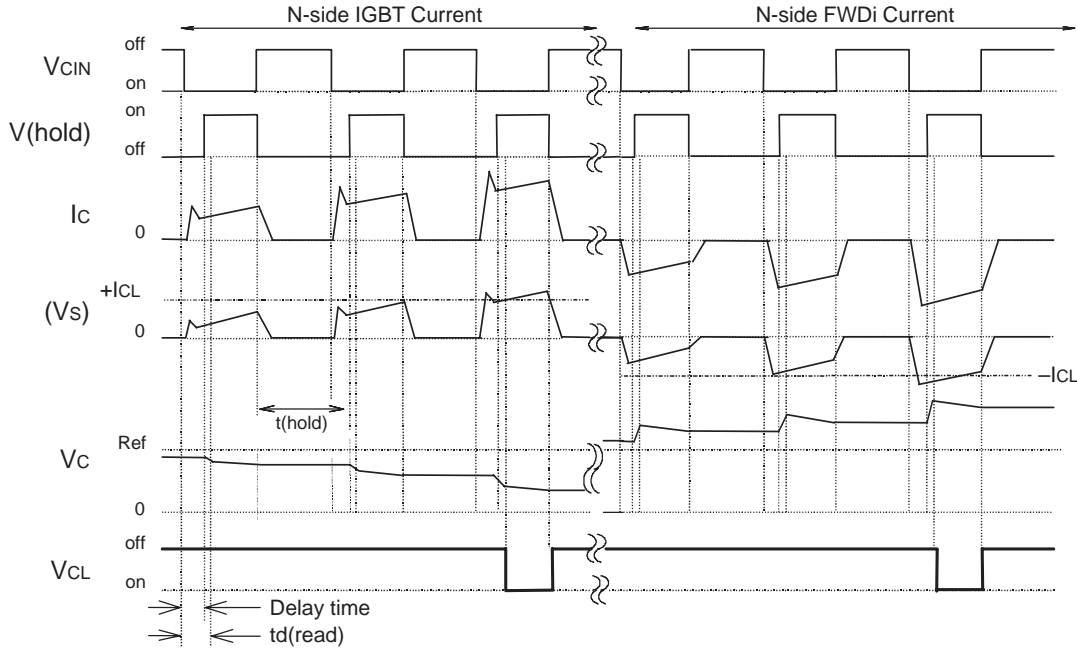 N-side IGBT Current
N-side FWDi Current
off
VCIN
on
on
V(hold)
off
IC
0
+ICL
(VS)
0
–ICL
t(hold)
Ref
VC
0
off
VCL
on
Delay time
td(read)